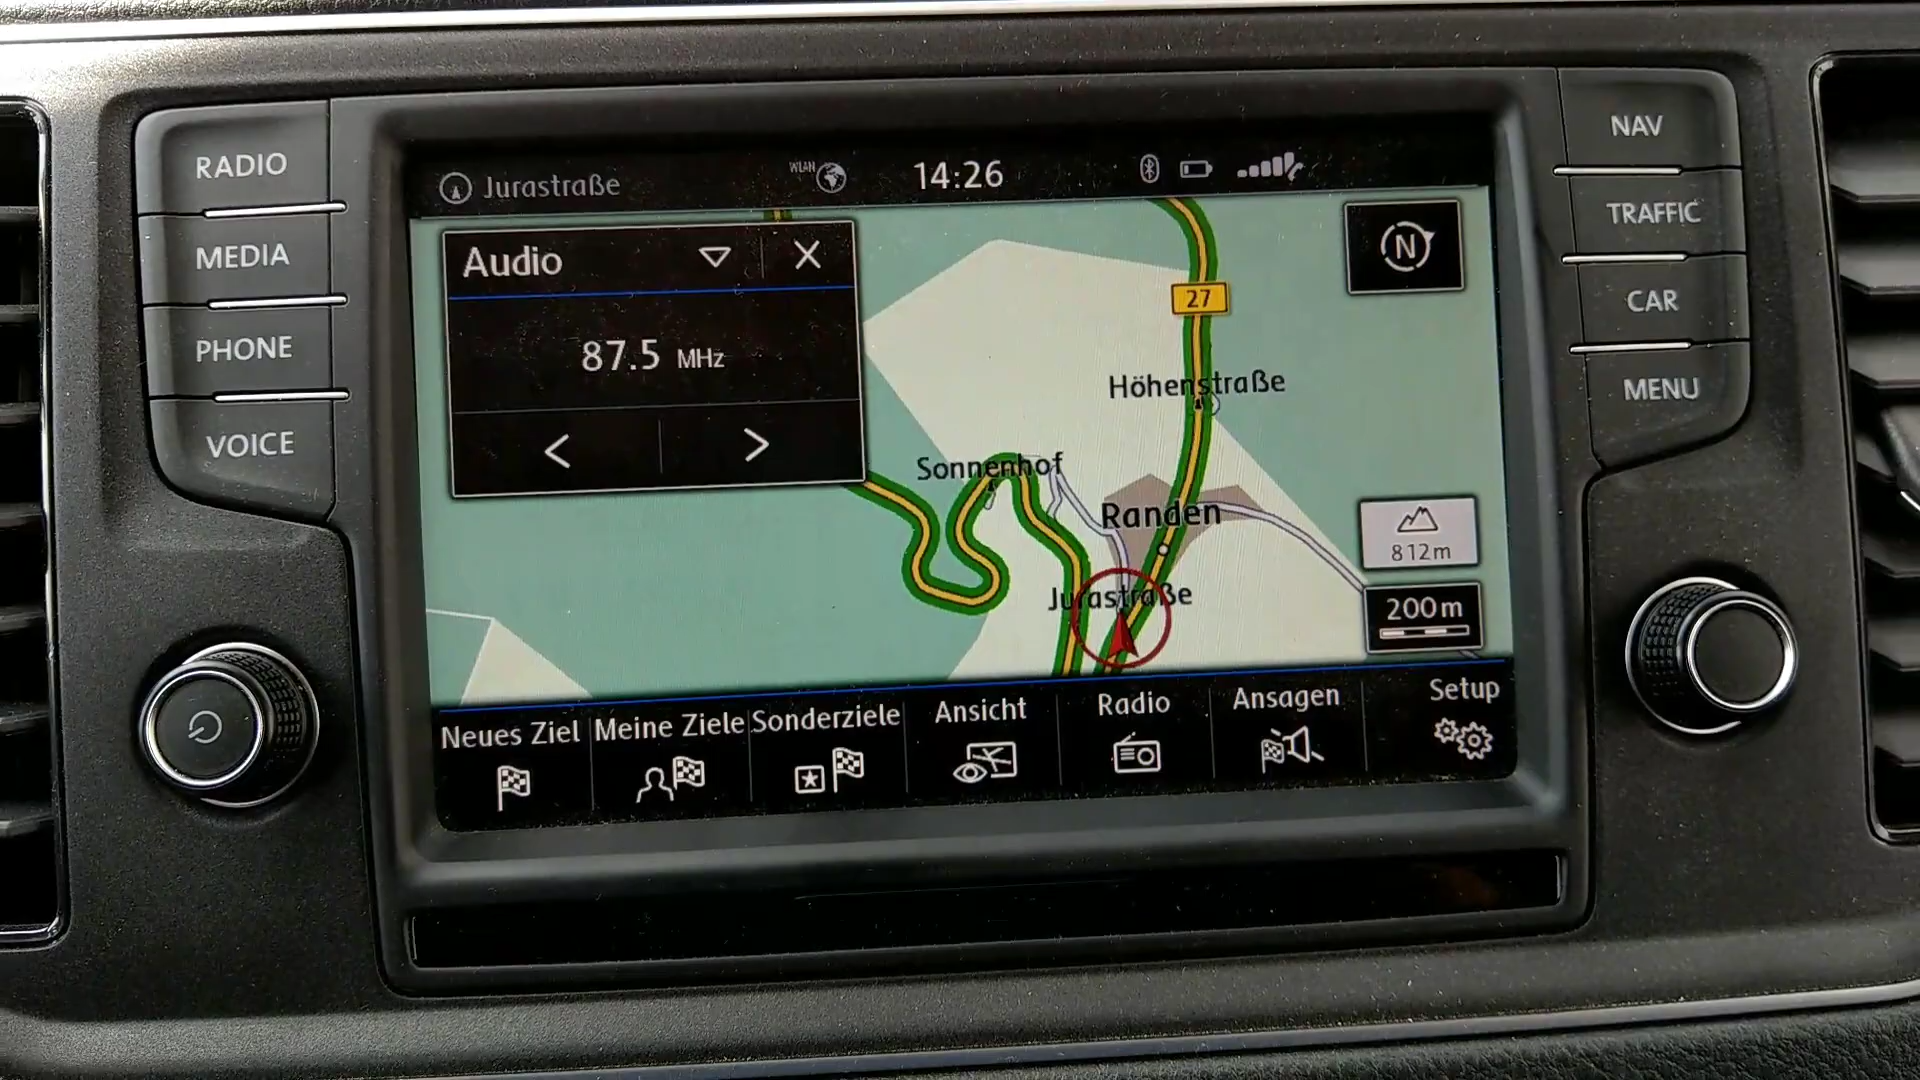 RADIO
MEDIA
PHONE
VOICE
Jurastraße
WLAN
14:26
Audio
87.5 MHz
N
27
Höhenstraße
Sonnenhof
Randen
Jurastraße
812m
200m
Neues Ziel
Meine Ziele
Sonderziele
Ansicht
Radio
Ansagen
Setup
NAV
TRAFFIC
CAR
MENU